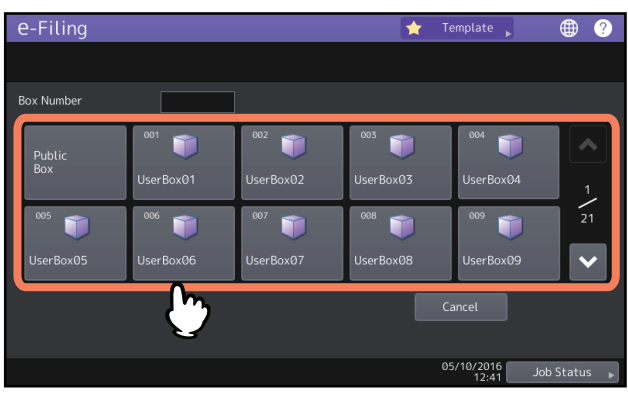 e-Filing
Template
?
Box Number
Public
Box
001
UserBox01
002
UserBox02
003
UserBox03
004
UserBox04
1
21
005
UserBox05
006
UserBox06
007
UserBox07
008
UserBox08
009
UserBox09
Cancel
05/10/2016
12:41
Job Status